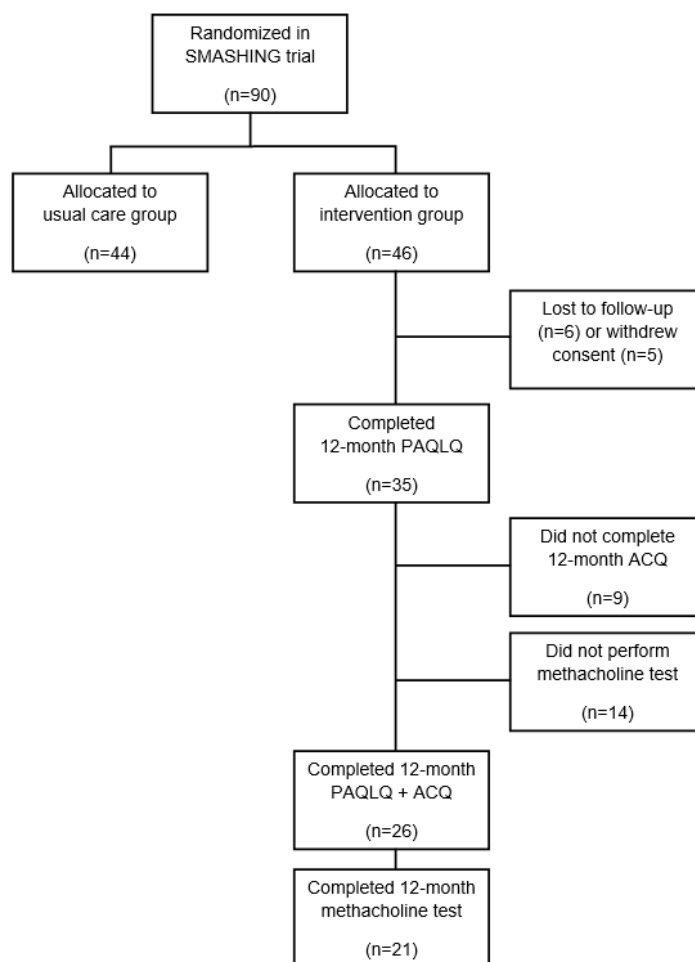 Randomized in
SMASHING trial
(n=90)
Allocated to
usual care group
(n=44)
Allocated to
intervention group
(n=46)
Lost to follow-up
(n=6) or withdrew
consent (n=5)
Completed
12-month PAQLQ
(n=35)
Did not complete
12-month ACQ
(n=9)
Did not perform
methacholine test
(n=14)
Completed 12-month
PAQLQ + ACQ
(n=26)
Completed 12-month
methacholine test
(n=21)